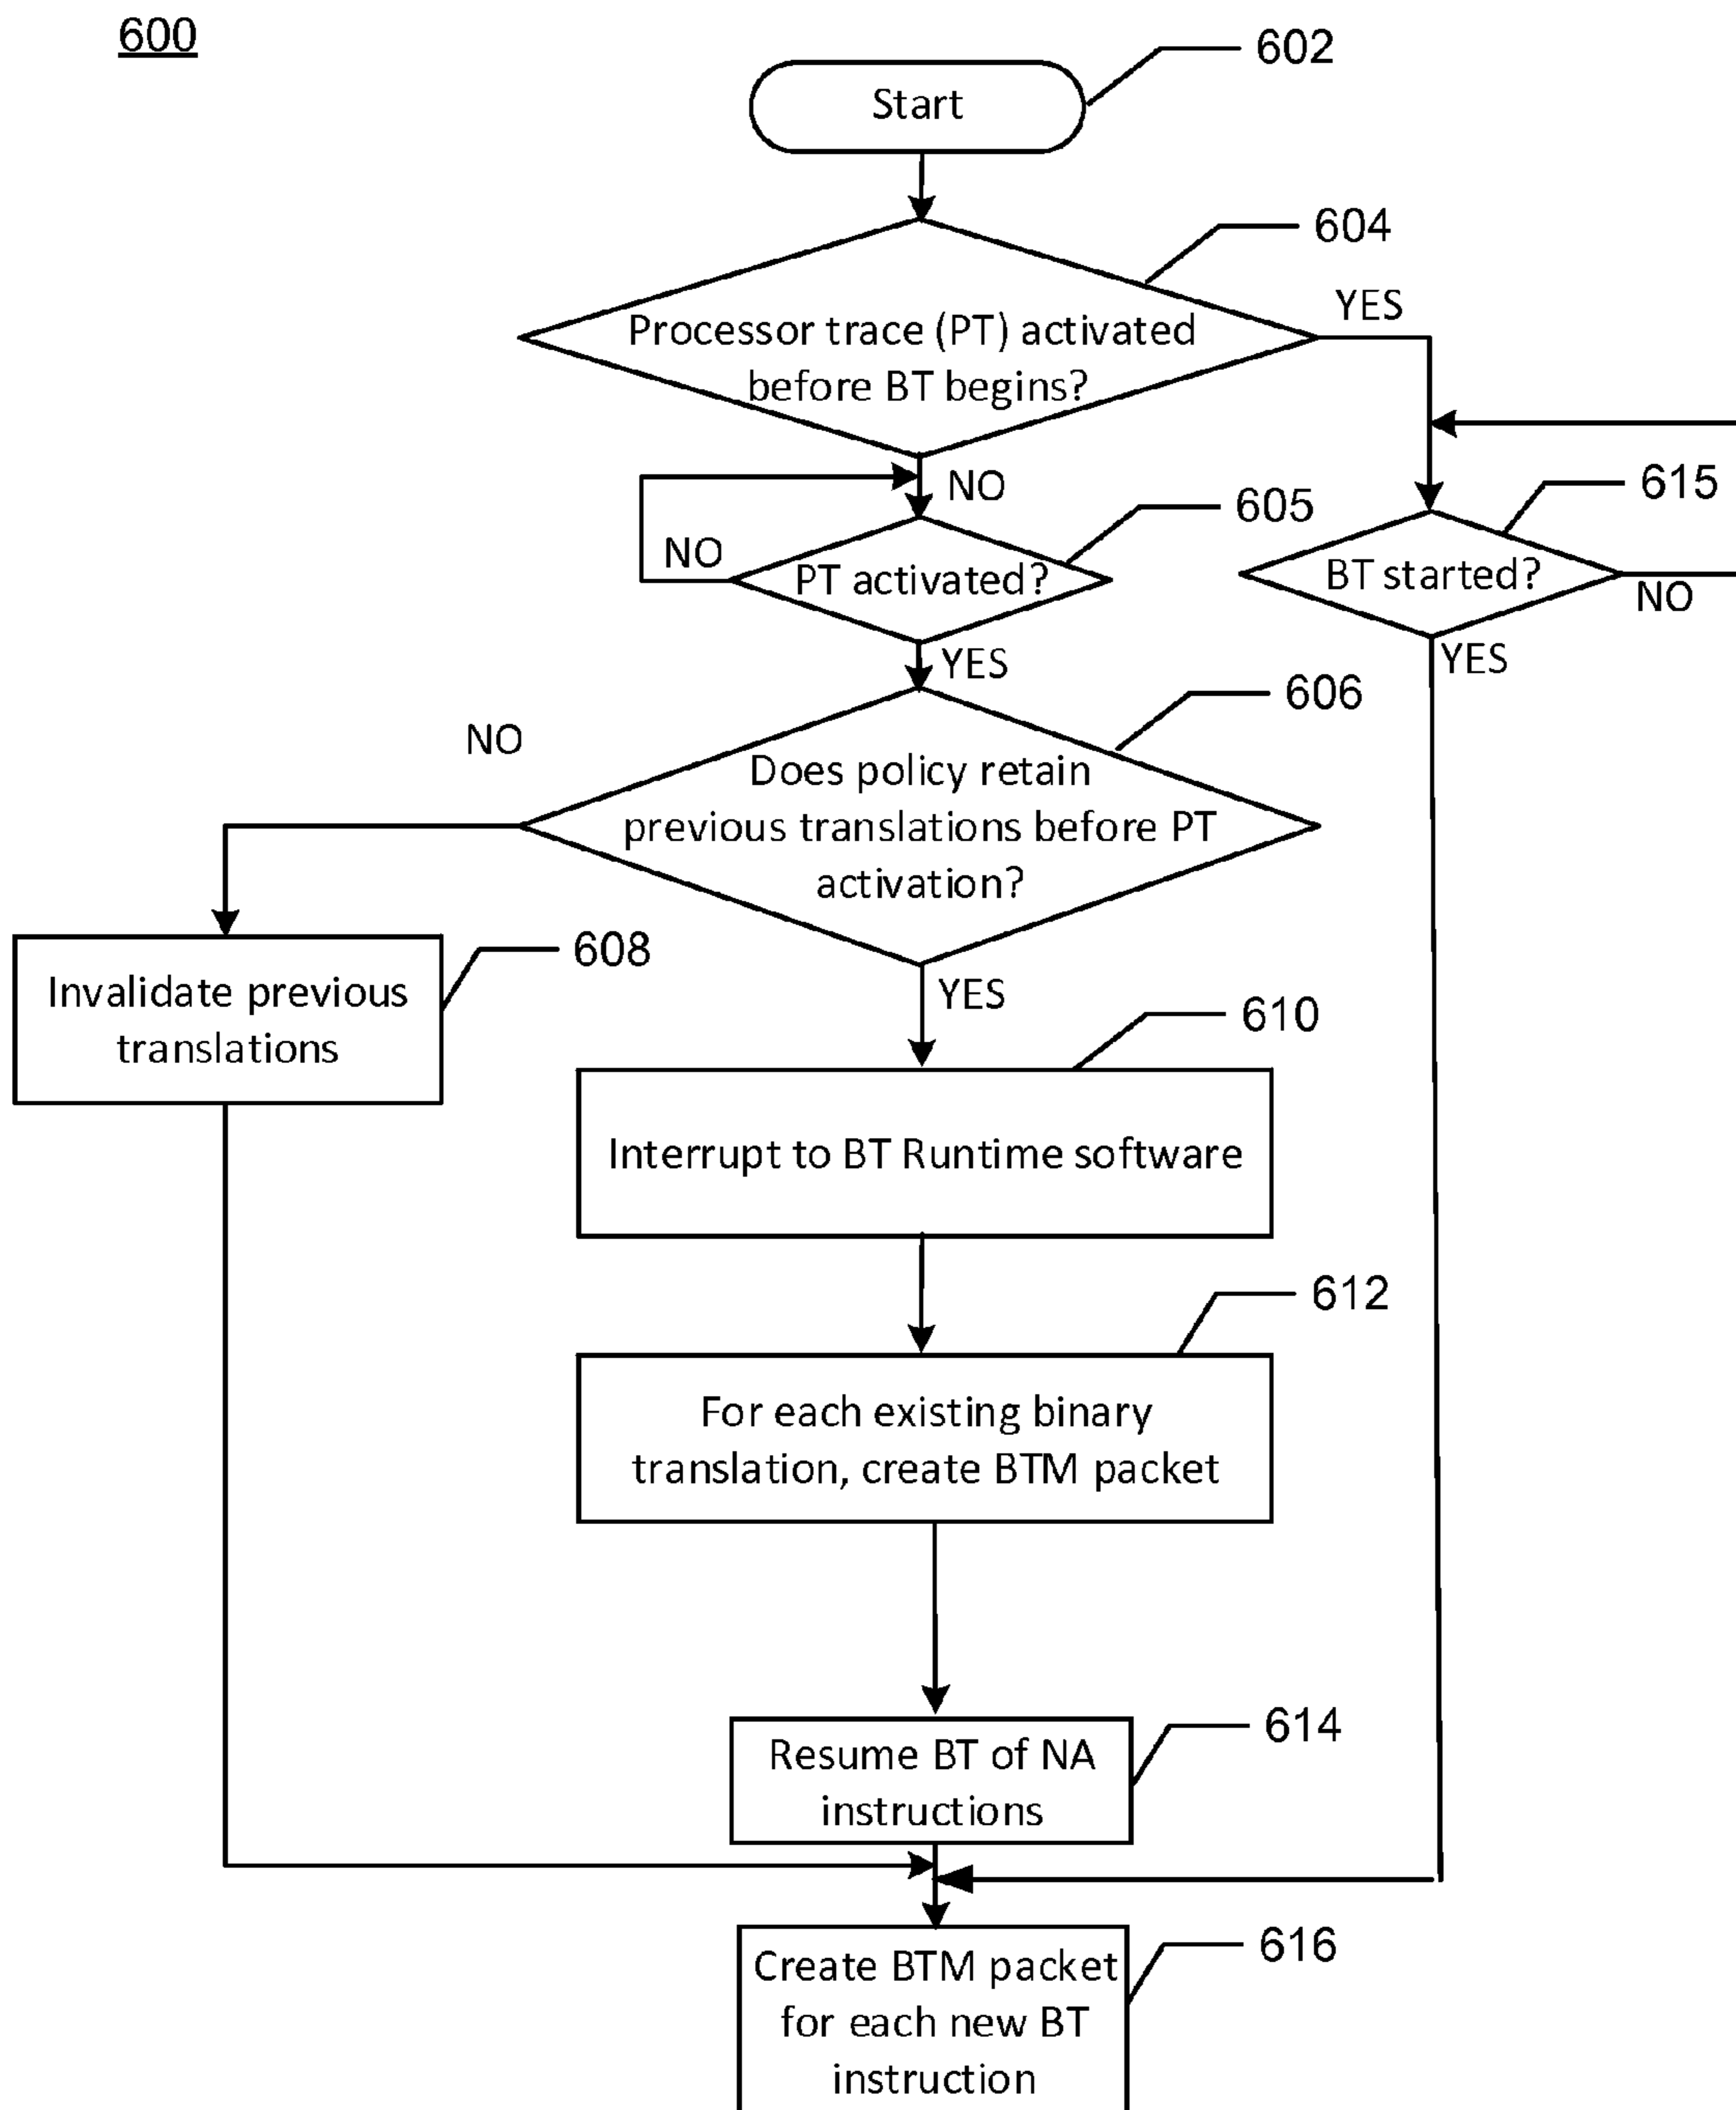 600
602
Start
604
YES
Processor trace (PT) activated
before BT begins?
NO
605
615
NO
PT activated?
BT started?
NO
YES
YES
606
NO
Does policy retain
previous translations before PT
activation?
608
Invalidate previous
translations
YES
610
Interrupt to BT Runtime software
612
For each existing binary
translation, create BTM packet
614
Resume BT of NA
instructions
616
Create BTM packet
for each new BT
instruction